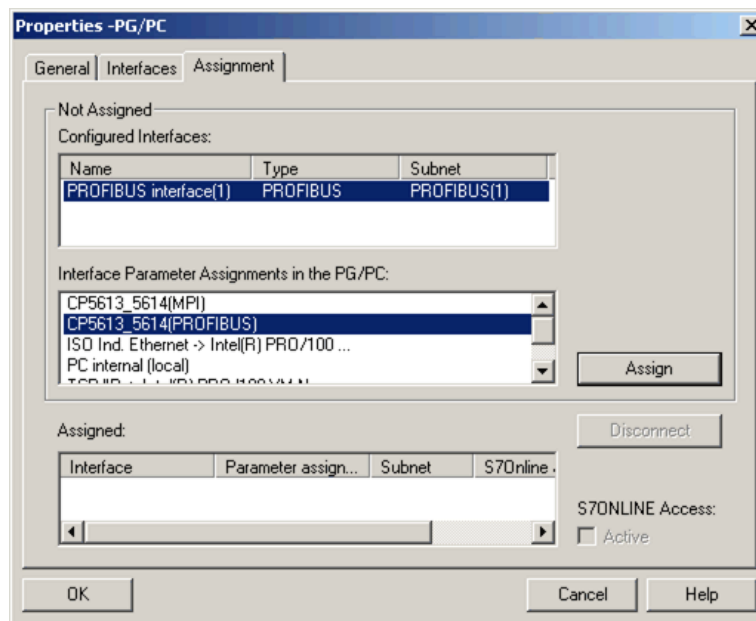 Properties -PG/PC
General Interfaces Assignment
Not Assigned
Configured Interfaces:
Name Type Subnet
PROFIBUS interface(1) PROFIBUS PROFIBUS(1)
Interface Parameter Assignments in the PG/PC:
CP5613_5614(MPI)
CP5613_5614(PROFIBUS)
ISO Ind. Ethernet -> Intel(R) PRO/100 ...
PC internal (local)
Assign
Assigned:
Disconnect
Interface Parameter assign... Subnet S7Online
S7ONLINE Access:
Active
OK Cancel Help